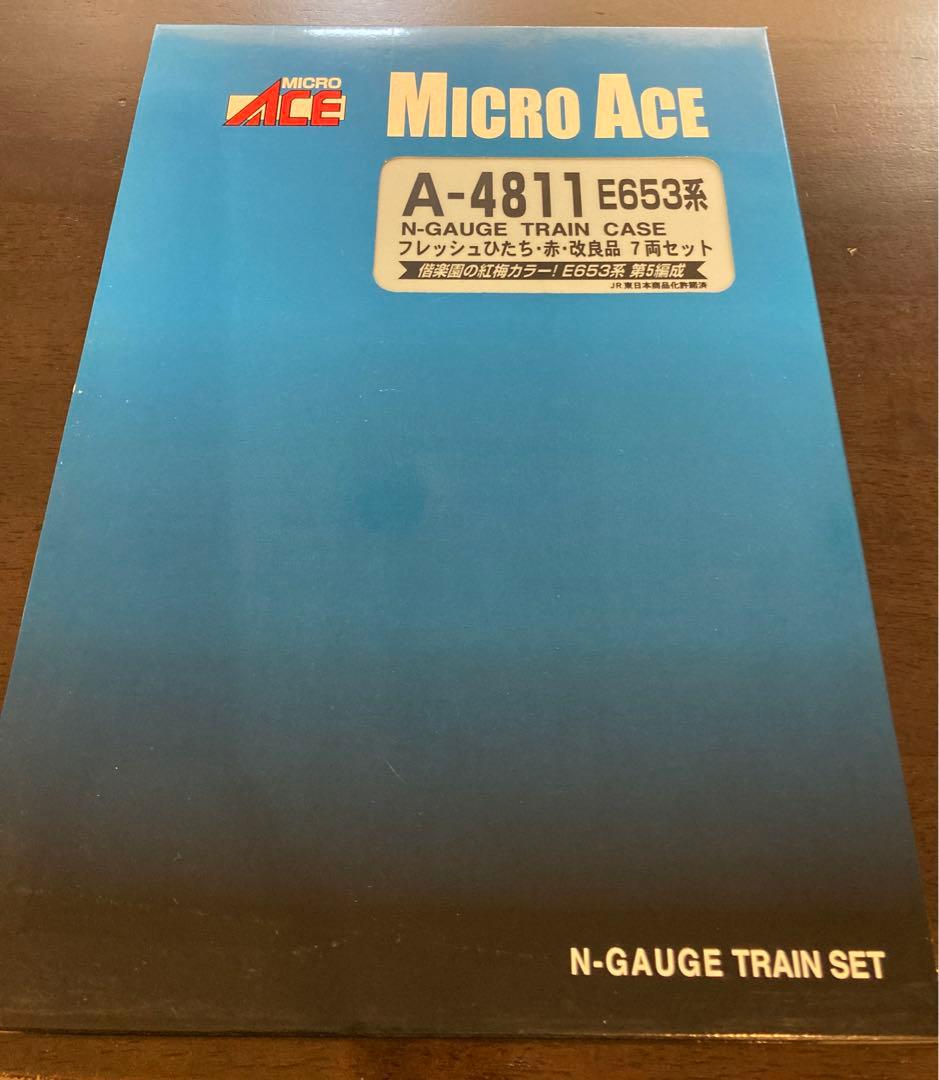 MICRO
ACE
MICRO ACE
A-4811 E653系
N-GAUGE TRAIN CASE
フレッシュひたち・赤・改良品 7両セット
偕楽園の紅梅カラー! E653系 第5編成
JR東日本商品化許諾済
N-GAUGE TRAIN SET